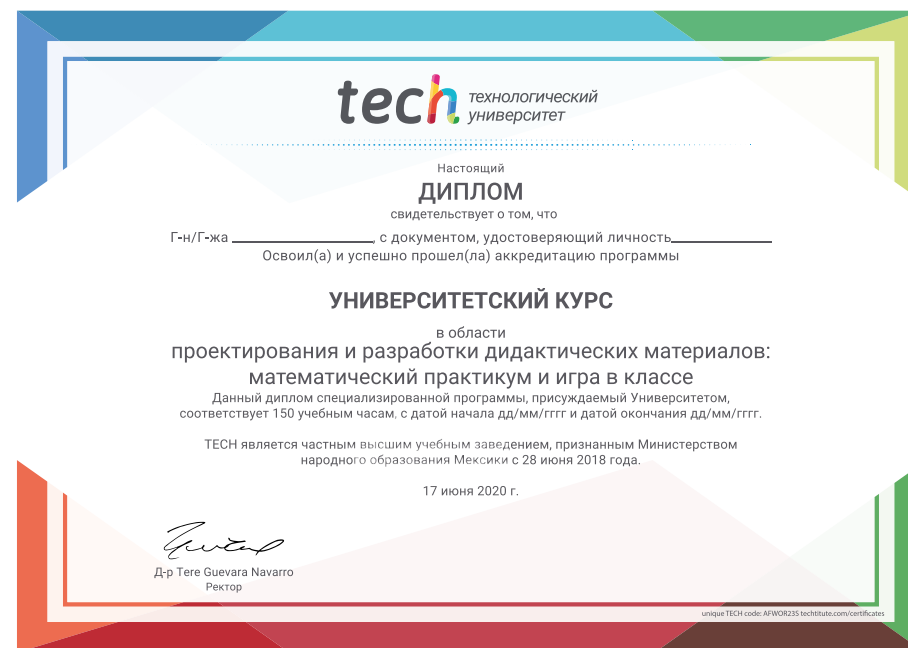 tech технологический
университет
Настоящий
ДИПЛОМ
свидетельствует о том, что
Г-н/Г-жа , с документом, удостоверяющий личность
Освоил(а) и успешно прошел(ла) аккредитацию программы
УНИВЕРСИТЕТСКИЙ КУРС
в области
проектирования и разработки дидактических материалов:
математический практикум и игра в классе
Данный диплом специализированной программы, присуждаемый Университетом,
соответствует 150 учебным часам, с датой начала дд/мм/гггг и датой окончания дд/мм/гггг.
TECH является частным высшим учебным заведением, признанным Министерством
народного образования Мексики с 28 июня 2018 года.
17 июня 2020 г.
Д-р Tere Guevara Navarro
Ректор
unique TECH code: AFWOR23S techtitute.com/certificates